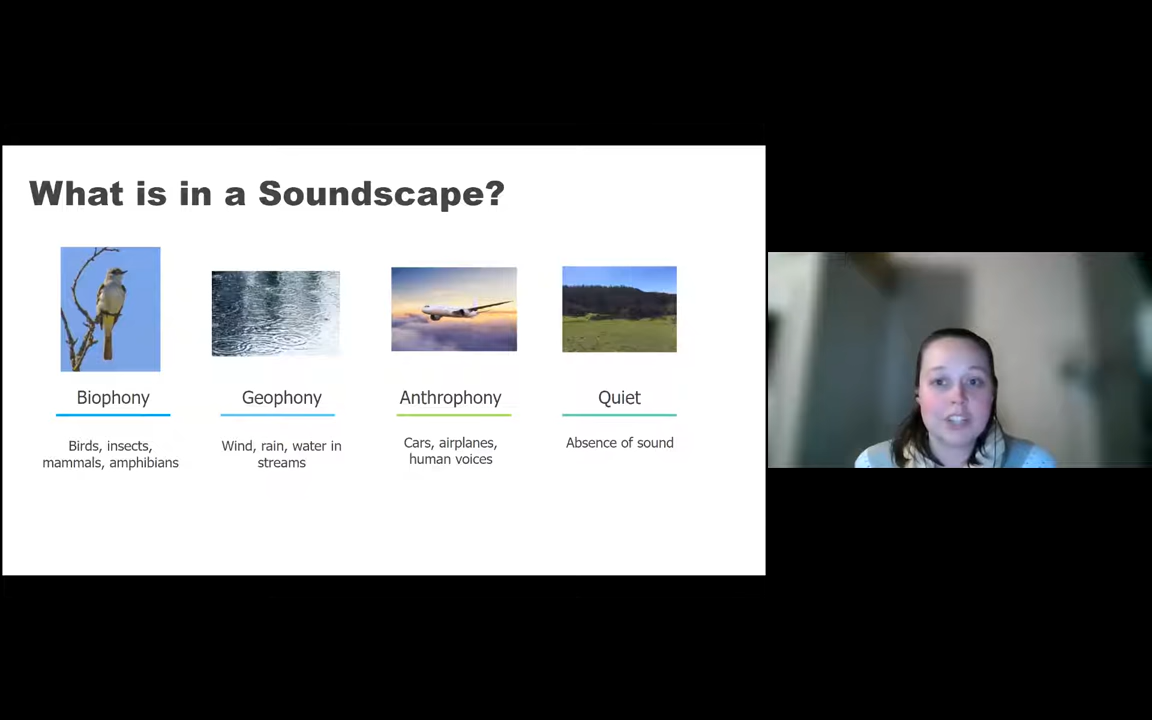 What is in a Soundscape?
Biophony
Birds, insects,
mammals, amphibians
Geophony
Wind, rain, water in
streams
Anthrophony
Cars, airplanes,
human voices
Quiet
Absence of sound